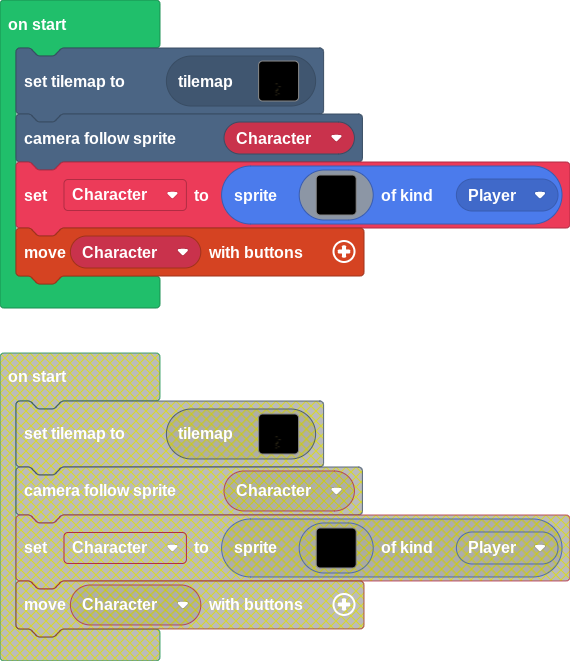 on start
set tilemap to tilemap
camera follow sprite Character
set Character to sprite of kind Player
move Character with buttons
on start
set tilemap to tilemap
camera follow sprite Character
set Character to sprite of kind Player
move Character with buttons